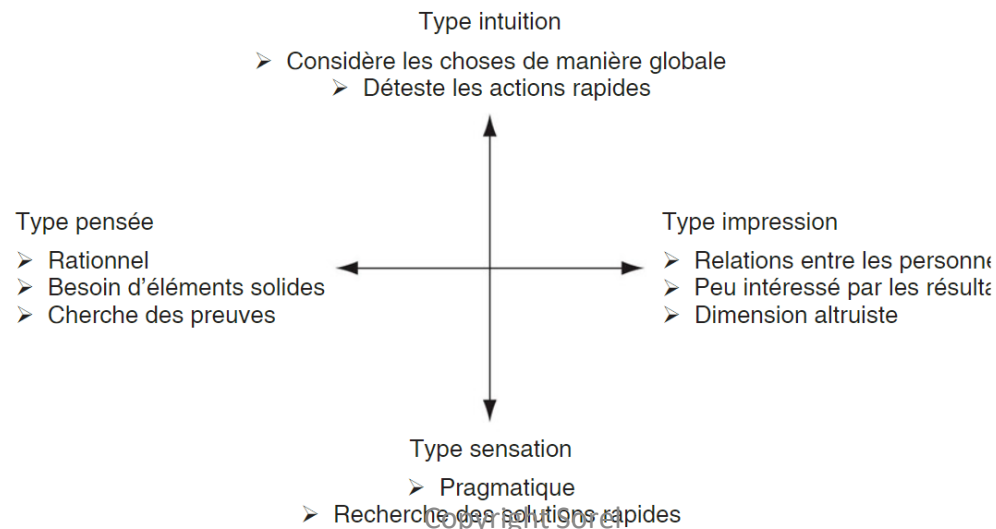 Type intuition
➢ Considère les choses de manière globale
➢ Déteste les actions rapides
Type pensée
➢ Rationnel
➢ Besoin d'éléments solides
➢ Cherche des preuves
Type impression
➢ Relations entre les personne
➢ Peu intéressé par les résulta
➢ Dimension altruiste
Type sensation
➢ Pragmatique
➢ Recherche des solutions rapides
Copyright Sorel